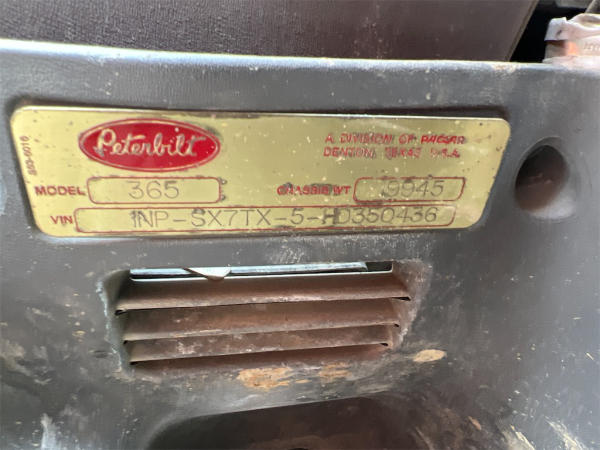 Peterbilt
A DIVISION OF PACCAR
DENTON, TEXAS U.S.A.
MODEL 365 CHASSIS WT 9945
VIN 1NP-SX7TX-5-HD350436